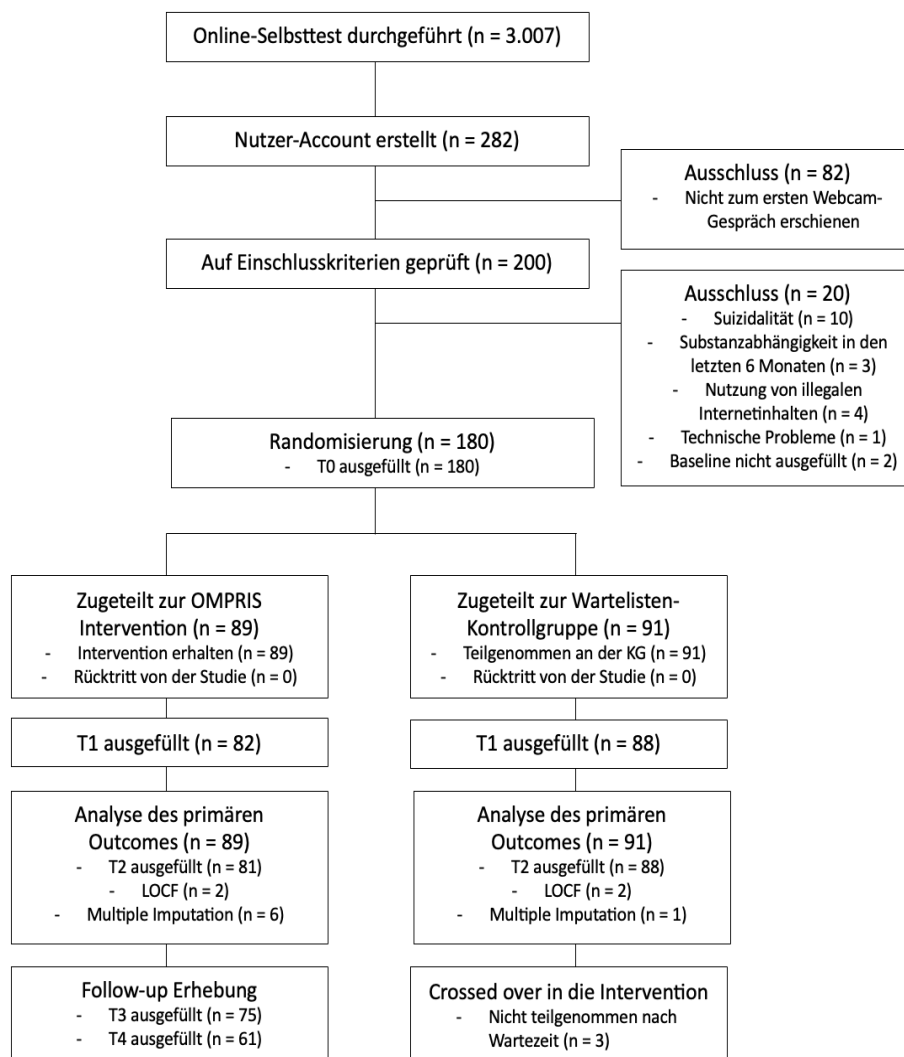 Online-Selbsttest durchgeführt (n = 3.007)
Nutzer-Account erstellt (n = 282)
Ausschluss (n = 82)
- Nicht zum ersten Webcam-
Gespräch erschienen
Auf Einschlusskriterien geprüft (n = 200)
Ausschluss (n = 20)
- Suizidalität (n = 10)
- Substanzabhängigkeit in den
letzten 6 Monaten (n = 3)
- Nutzung von illegalen
Internetinhalten (n = 4)
- Technische Probleme (n = 1)
- Baseline nicht ausgefüllt (n = 2)
Randomisierung (n = 180)
- T0 ausgefüllt (n = 180)
Zugeteilt zur OMPRIS
Intervention (n = 89)
- Intervention erhalten (n = 89)
- Rücktritt von der Studie (n = 0)
Zugeteilt zur Wartelisten-
Kontrollgruppe (n = 91)
- Teilgenommen an der KG (n = 91)
- Rücktritt von der Studie (n = 0)
T1 ausgefüllt (n = 82)
T1 ausgefüllt (n = 88)
Analyse des primären
Outcomes (n = 89)
- T2 ausgefüllt (n = 81)
- LOCF (n = 2)
- Multiple Imputation (n = 6)
Analyse des primären
Outcomes (n = 91)
- T2 ausgefüllt (n = 88)
- LOCF (n = 2)
- Multiple Imputation (n = 1)
Follow-up Erhebung
- T3 ausgefüllt (n = 75)
- T4 ausgefüllt (n = 61)
Crossed over in die Intervention
- Nicht teilgenommen nach
Wartezeit (n = 3)